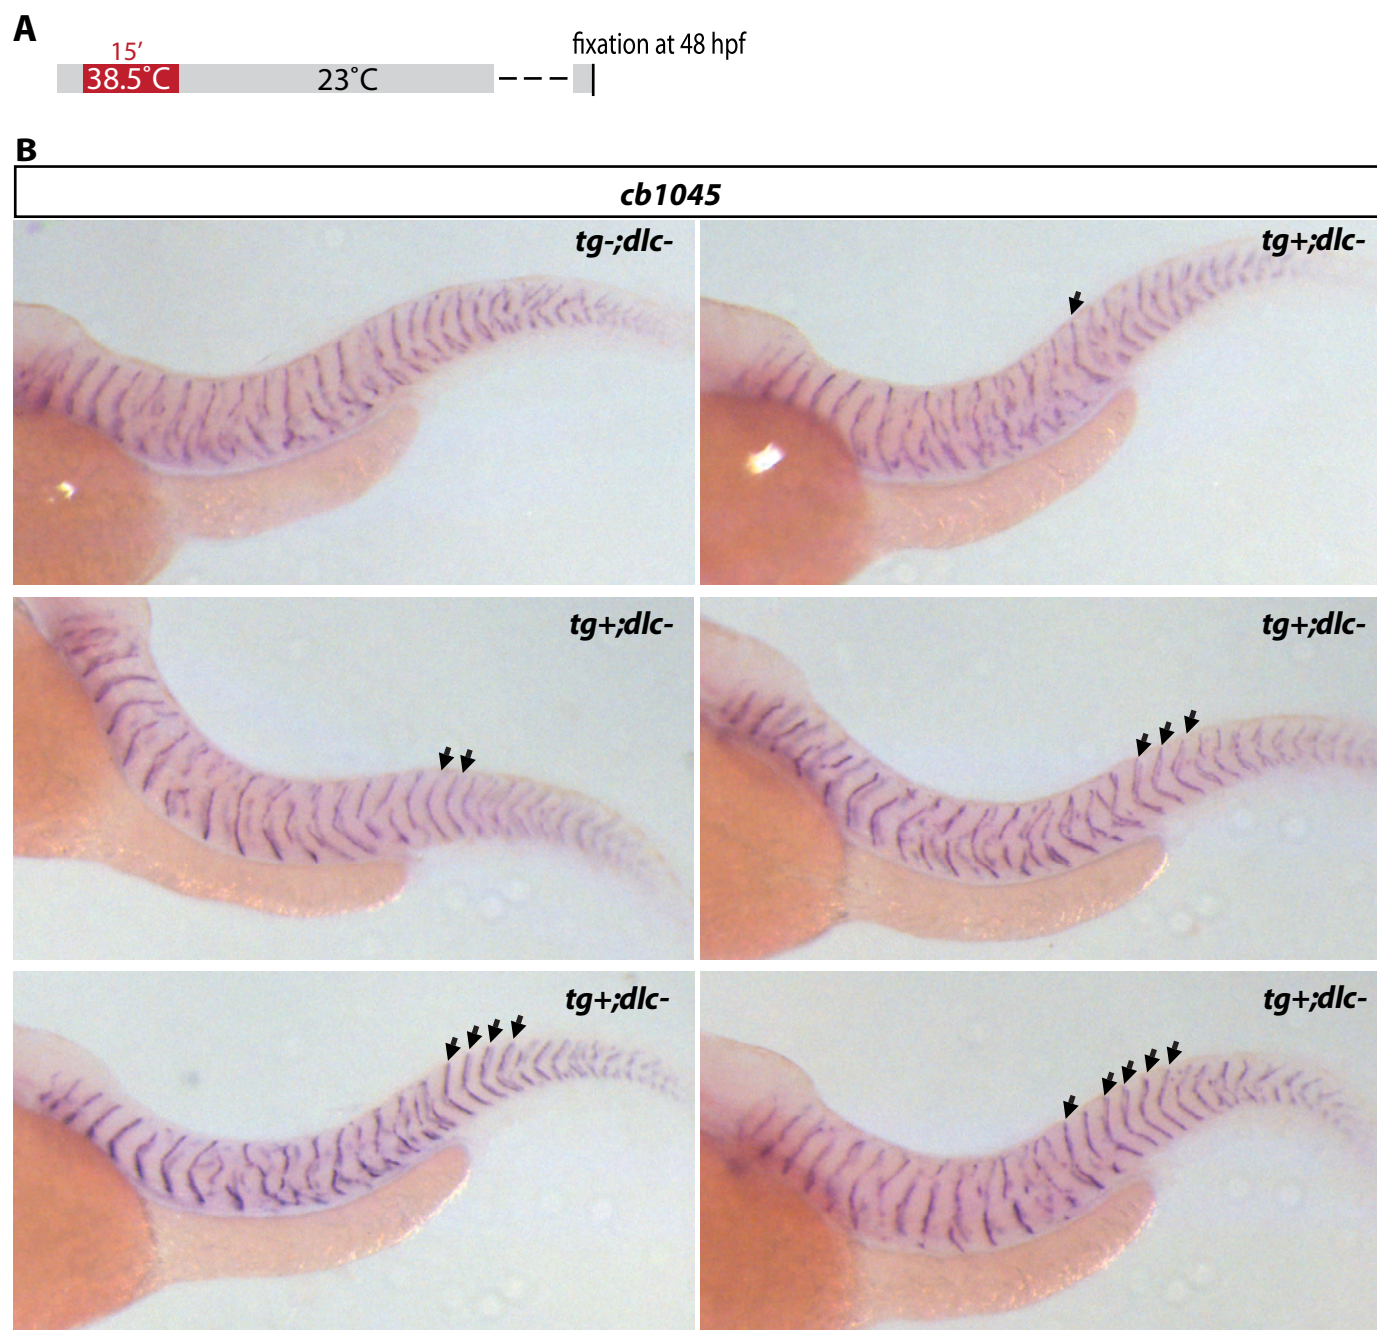 A
15′
38.5˚C
23˚C
fixation at 48 hpf
B
cb1045
tg-;dlc-
tg+;dlc-
tg+;dlc-
tg+;dlc-
tg+;dlc-
tg+;dlc-